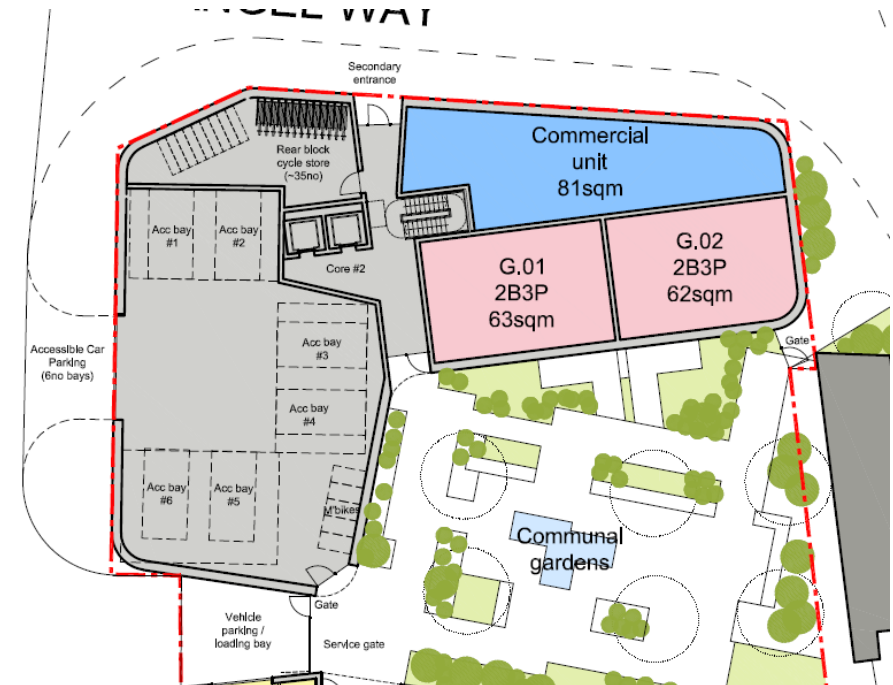 WAY
Secondary
entrance
Rear block
cycle store
(~35no)
Commercial
unit
81sqm
Acc bay
#1
Acc bay
#2
Core #2
G.01
2B3P
63sqm
G.02
2B3P
62sqm
Accessible Car
Parking
(6no bays)
Acc bay
#3
Gate
Acc bay
#4
Acc bay
#6
Acc bay
#5
M'bikes
Communal
gardens
Gate
Vehicle
parking /
loading bay
Service gate